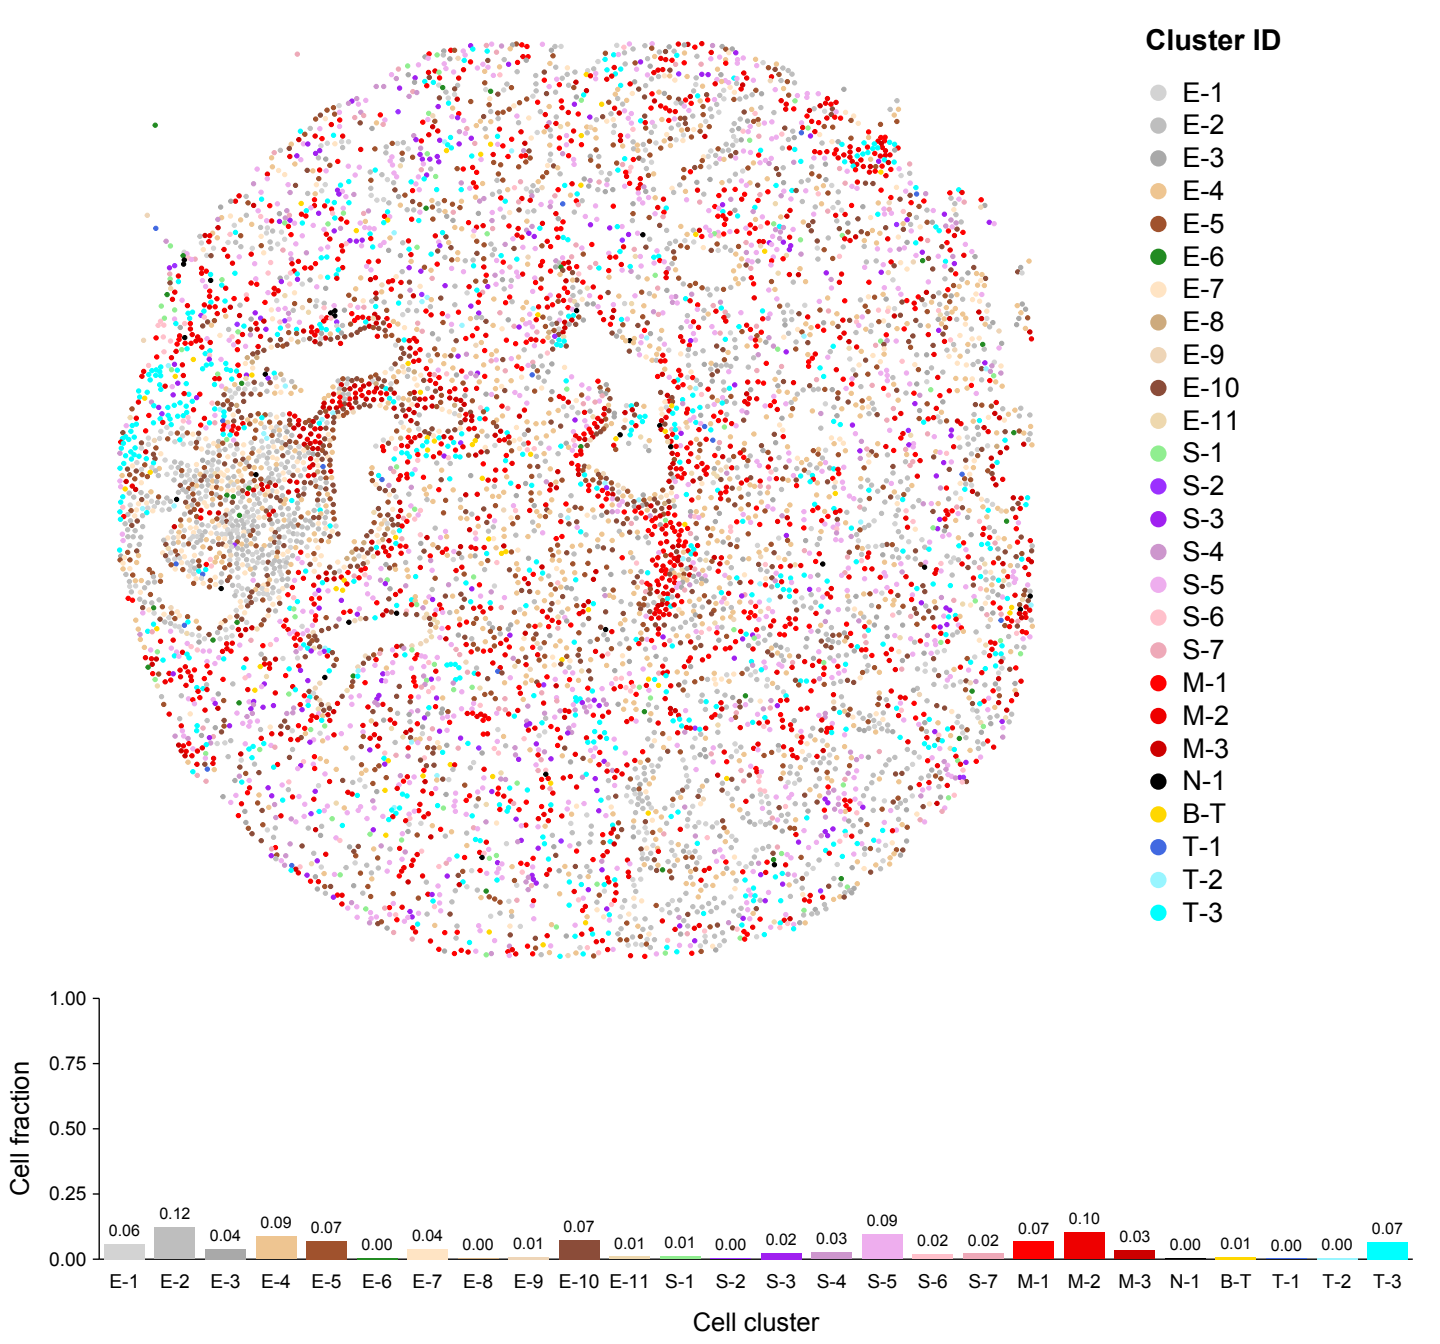 Cluster ID
E-1
E-2
E-3
E-4
E-5
E-6
E-7
E-8
E-9
E-10
E-11
S-1
S-2
S-3
S-4
S-5
S-6
S-7
M-1
M-2
M-3
N-1
B-T
T-1
T-2
T-3
Cell fraction
1.00
0.75
0.50
0.25
0.00
0.06 0.12 0.04 0.09 0.07 0.00 0.04 0.00 0.01 0.07 0.01 0.01 0.00 0.02 0.03 0.09 0.02 0.02 0.07 0.10 0.03 0.00 0.01 0.00 0.00 0.07
E-1 E-2 E-3 E-4 E-5 E-6 E-7 E-8 E-9 E-10 E-11 S-1 S-2 S-3 S-4 S-5 S-6 S-7 M-1 M-2 M-3 N-1 B-T T-1 T-2 T-3
Cell cluster